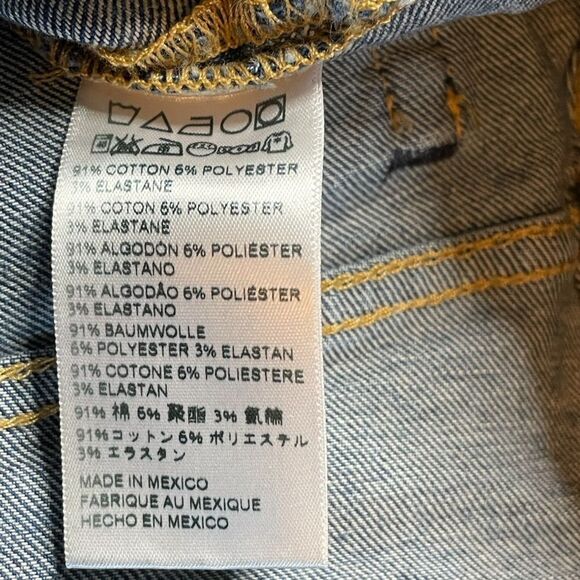 91% COTTON 6% POLYESTER
3% ELASTANE
91% COTON 6% POLYESTER
3% ELASTANE
91% ALGODÓN 6% POLIÉSTER
3% ELASTANO
91% ALGODÃO 6% POLIÉSTER
3% ELASTANO
91% BAUMWOLLE
6% POLYESTER 3% ELASTAN
91% COTONE 6% POLIESTERE
3% ELASTAN
91% 棉 6% 聚酯 3% 氨綸
91% コットン 6% ポリエステル
3% エラスタン
MADE IN MEXICO
FABRIQUE AU MEXIQUE
HECHO EN MÉXICO